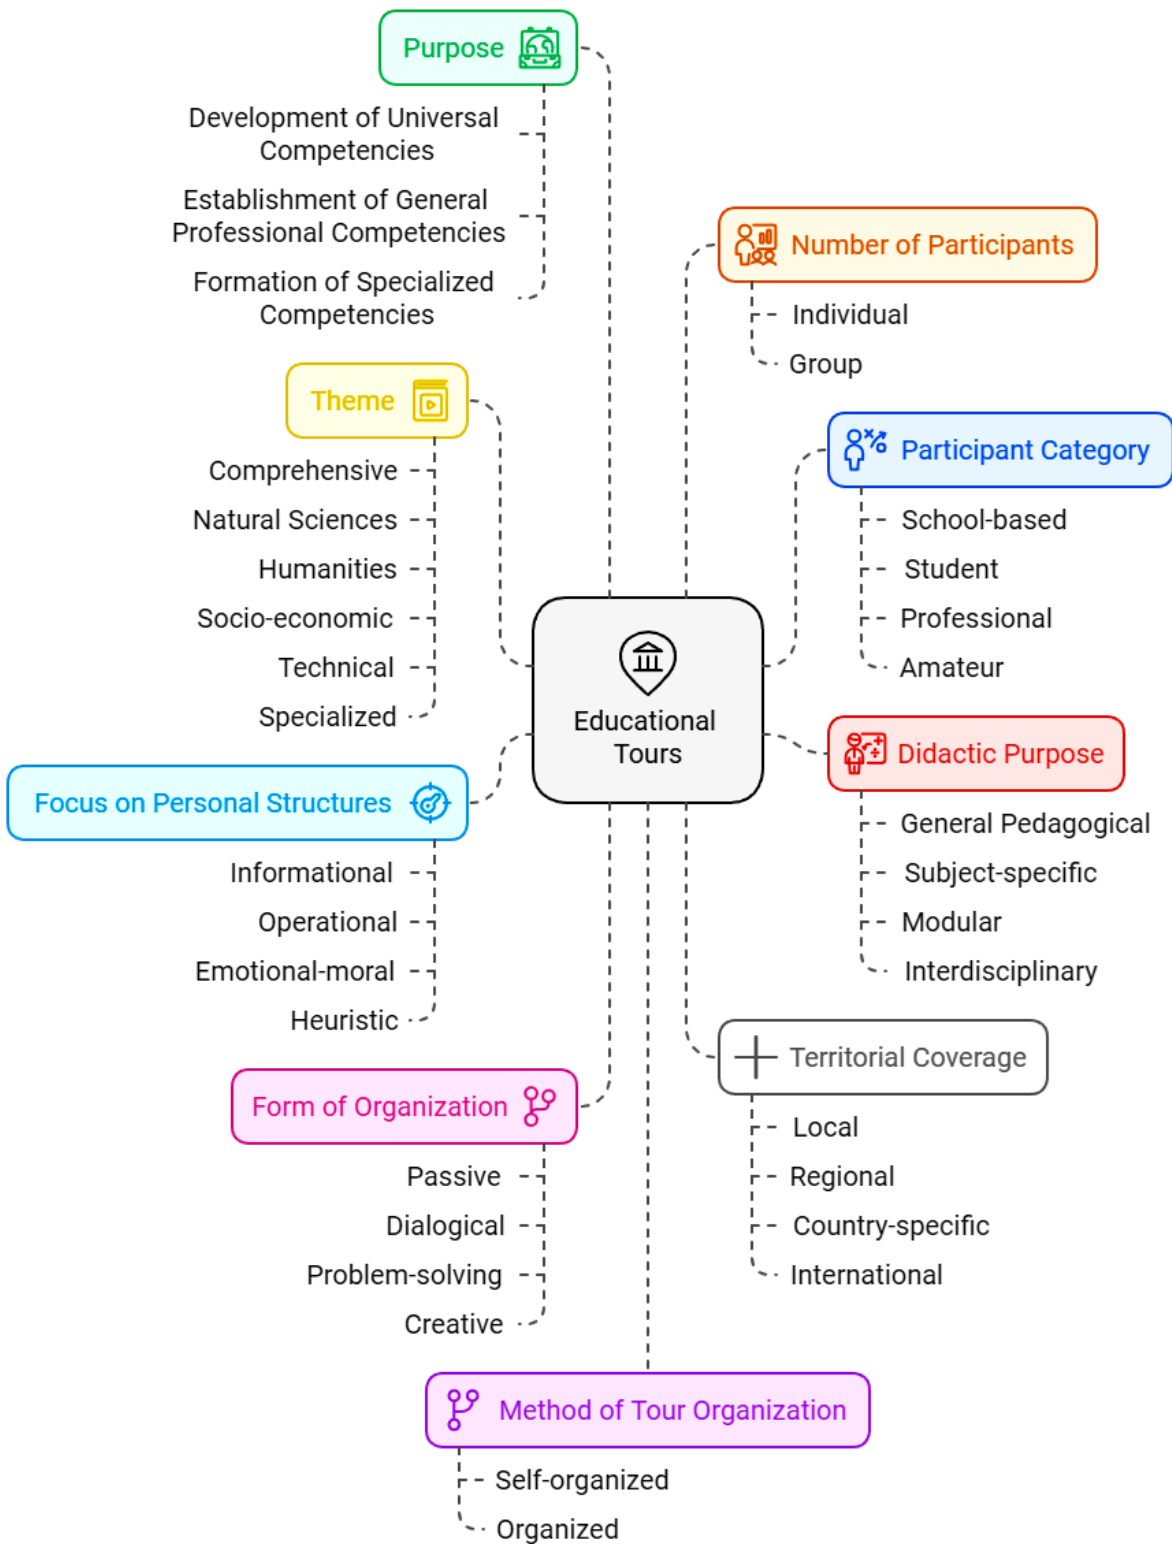 Purpose
Development of Universal
Competencies
Establishment of General
Professional Competencies
Formation of Specialized
Competencies
Theme
Comprehensive
Natural Sciences
Humanities
Socio-economic
Technical
Specialized
Focus on Personal Structures
Informational
Operational
Emotional-moral
Heuristic
Form of Organization
Passive
Dialogical
Problem-solving
Creative
Educational
Tours
Number of Participants
Individual
Group
Participant Category
School-based
Student
Professional
Amateur
Didactic Purpose
General Pedagogical
Subject-specific
Modular
Interdisciplinary
Territorial Coverage
Local
Regional
Country-specific
International
Method of Tour Organization
Self-organized
Organized